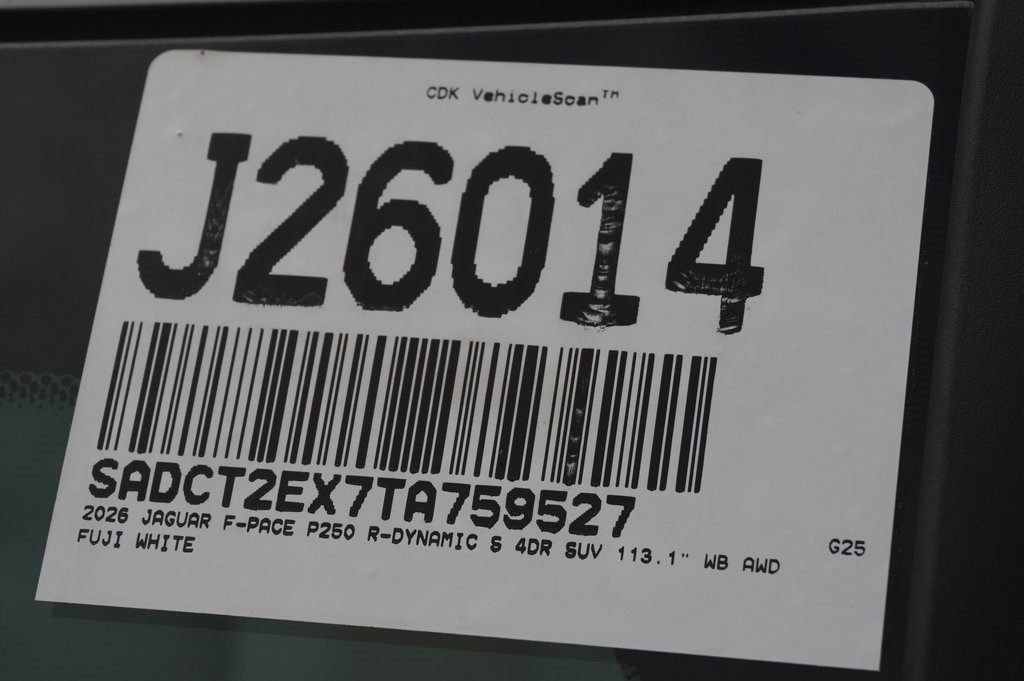 CDK VehicleScan™
J26014
SADCT2EX7TA759527
2026 JAGUAR F-PACE P250 R-DYNAMIC S 4DR SUV 113.1" WB AWD
FUJI WHITE
G25